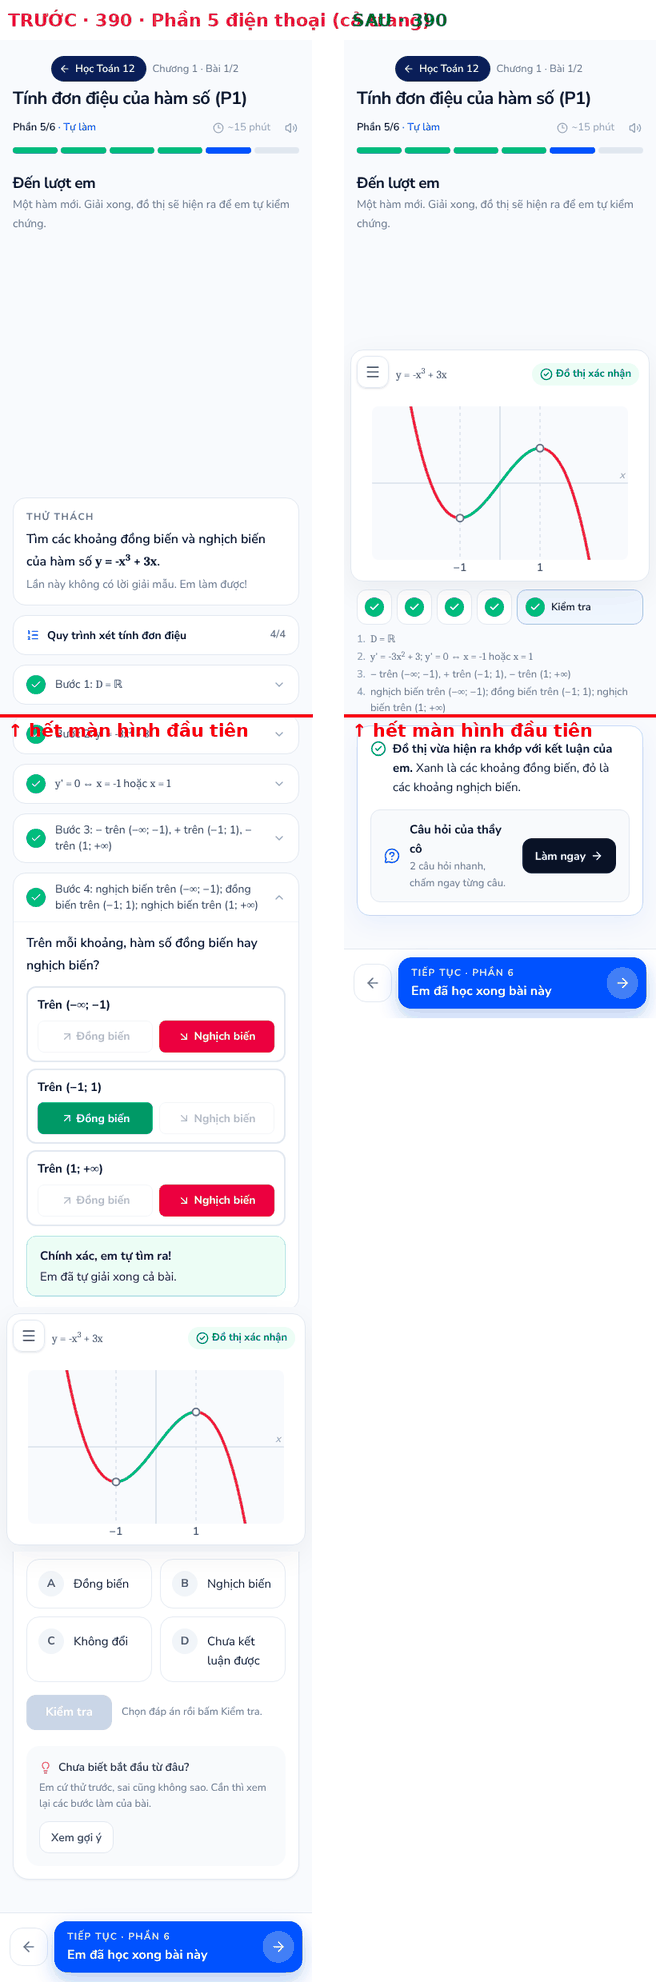 TRƯỚC · 390 · Phần 5 điện thoại (cả trang)
← Học Toán 12 Chương 1 · Bài 1/2
Tính đơn điệu của hàm số (P1)
Phần 5/6 · Tự làm ~15 phút
Đến lượt em
Một hàm mới. Giải xong, đồ thị sẽ hiện ra để em tự kiểm
chứng.
THỬ THÁCH
Tìm các khoảng đồng biến và nghịch biến
của hàm số y = -x³ + 3x.
Lần này không có lời giải mẫu. Em làm được!
Quy trình xét tính đơn điệu 4/4
Bước 1: D = ℝ
↑ hết màn hình đầu tiên
y' = 0 ↔ x = -1 hoặc x = 1
Bước 3: − trên (−∞; −1), + trên (−1; 1), −
trên (1; +∞)
Bước 4: nghịch biến trên (−∞; −1); đồng
biến trên (−1; 1); nghịch biến trên (1; +∞)
Trên mỗi khoảng, hàm số đồng biến hay
nghịch biến?
Trên (−∞; −1)
↗ Đồng biến ↘ Nghịch biến
Trên (−1; 1)
↗ Đồng biến ↘ Nghịch biến
Trên (1; +∞)
↗ Đồng biến ↘ Nghịch biến
Chính xác, em tự tìm ra!
Em đã tự giải xong cả bài.
y = -x³ + 3x Đồ thị xác nhận
x
−1 1
A Đồng biến B Nghịch biến
C Không đổi D Chưa kết
luận được
Kiểm tra Chọn đáp án rồi bấm Kiểm tra.
Chưa biết bắt đầu từ đâu?
Em cứ thử trước, sai cũng không sao. Cần thì xem
lại các bước làm của bài.
Xem gợi ý
← TIẾP TỤC · PHẦN 6
Em đã học xong bài này →
SAU · 390
← Học Toán 12 Chương 1 · Bài 1/2
Tính đơn điệu của hàm số (P1)
Phần 5/6 · Tự làm ~15 phút
Đến lượt em
Một hàm mới. Giải xong, đồ thị sẽ hiện ra để em tự kiểm
chứng.
y = -x³ + 3x Đồ thị xác nhận
x
−1 1
Kiểm tra
1. D = ℝ
2. y' = -3x² + 3; y' = 0 ↔ x = -1 hoặc x = 1
3. − trên (−∞; −1), + trên (−1; 1), − trên (1; +∞)
4. nghịch biến trên (−∞; −1); đồng biến trên (−1; 1); nghịch
biến trên (1; +∞)
↑ hết màn hình đầu tiên
Đồ thị vừa hiện ra khớp với kết luận của
em. Xanh là các khoảng đồng biến, đỏ là
các khoảng nghịch biến.
Câu hỏi của thầy
cô
2 câu hỏi nhanh,
chấm ngay từng câu.
Làm ngay →
← TIẾP TỤC · PHẦN 6
Em đã học xong bài này →